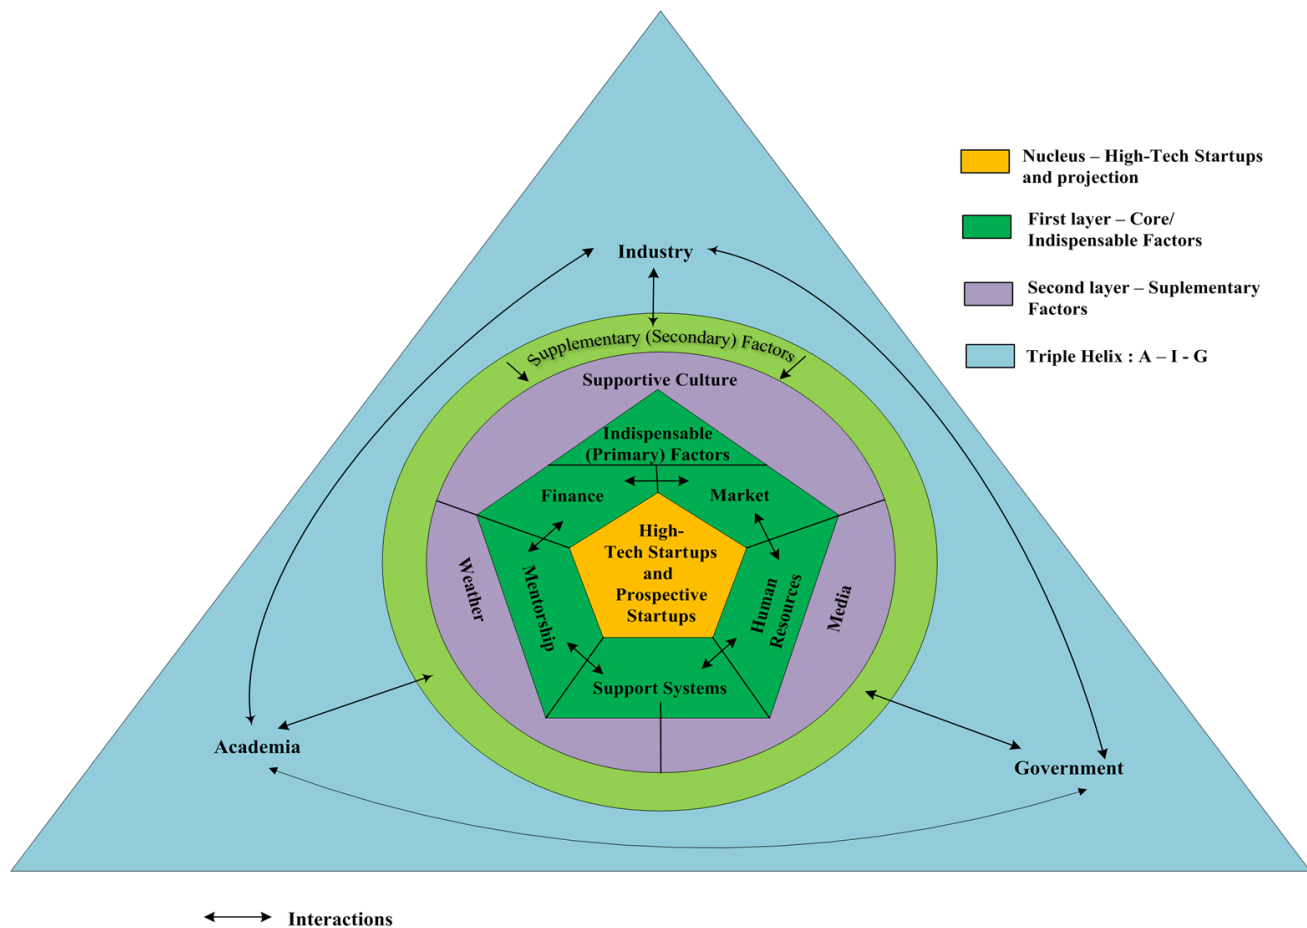 Nucleus – High-Tech Startups
and projection
First layer – Core/
Indispensable Factors
Second layer – Suplementary
Factors
Triple Helix : A – I - G
Industry
Supplementary (Secondary) Factors
Supportive Culture
Indispensable
(Primary) Factors
Finance
Market
High-
Tech Startups
and
Prospective
Startups
Weather
Mentorship
Human
Resources
Media
Support Systems
Academia
Government
Interactions